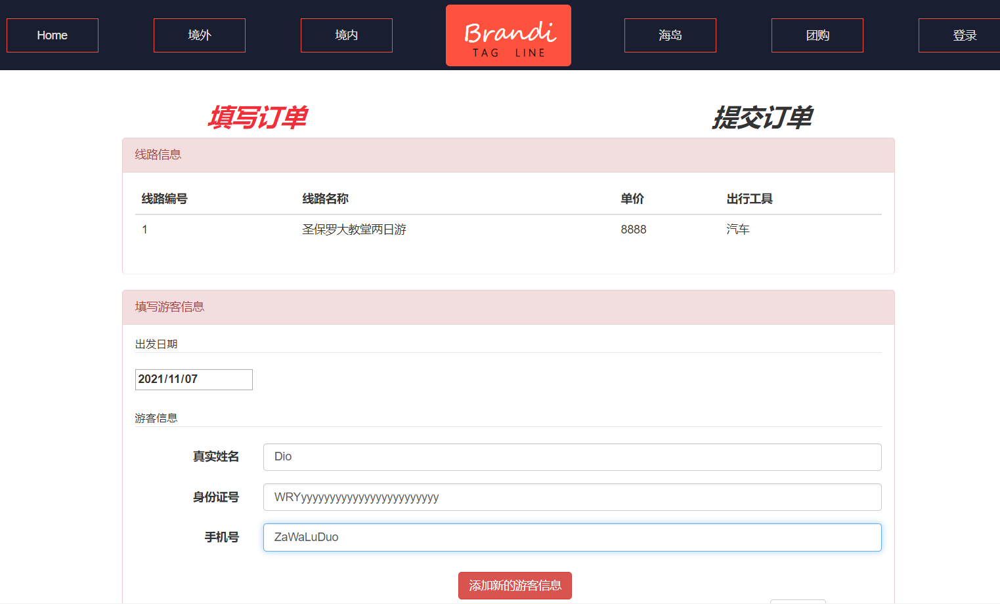 Home 境外 境内 Brandi 海岛 团购 登录
TAG LINE
填写订单 提交订单
线路信息
线路编号 线路名称 单价 出行工具
1 圣保罗大教堂两日游 8888 汽车
填写游客信息
出发日期
2021/11/07
游客信息
真实姓名 Dio
身份证号 WRYyyyyyyyyyyyyyyyyyyyyyyyy
手机号 ZaWaLuDuo
添加新的游客信息